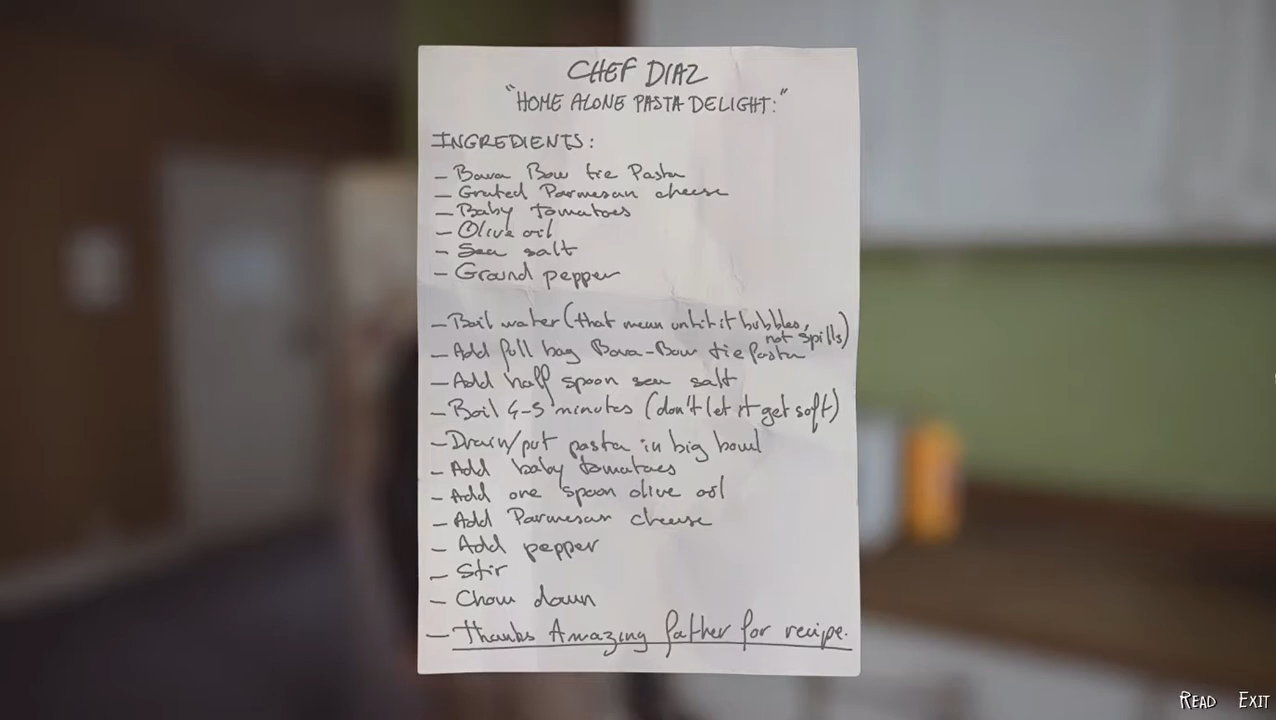 CHEF DIAZ
"HOME ALONE PASTA DELIGHT:"
INGREDIENTS:
– Bava Bow tie Pasta
– Grated Parmesan cheese
– Baby tomatoes
– Olive oil
– Sea salt
– Ground pepper
– Boil water (that mean until it bubbles, not spills)
– Add full bag Bava-Bow tie Pasta
– Add half spoon sea salt
– Boil 4-5 minutes (don't let it get soft)
– Drain/put pasta in big bowl
– Add baby tomatoes
– Add one spoon olive oil
– Add Parmesan cheese
– Add pepper
– Stir
– Chow down
– Thanks Amazing father for recipe.
READ EXIT